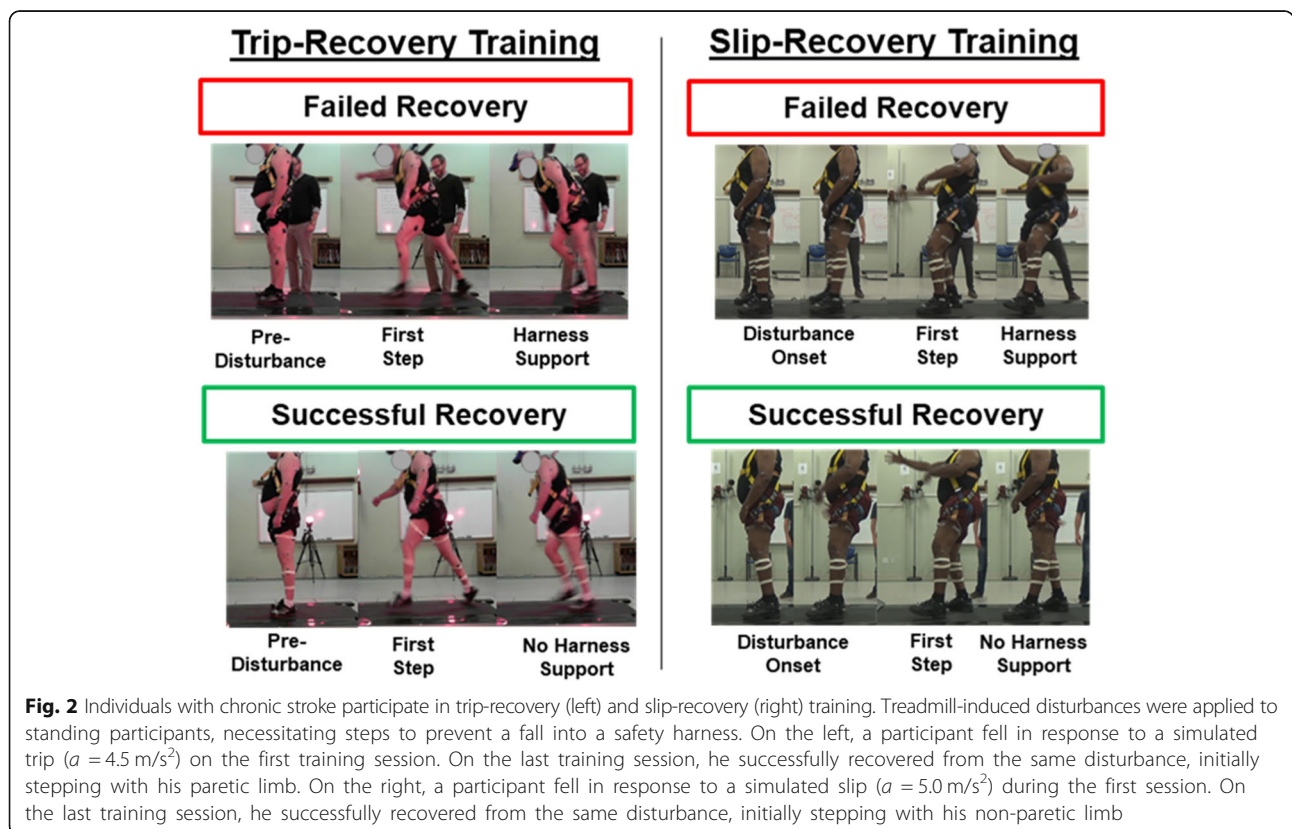 Trip-Recovery Training
Failed Recovery
Pre-
Disturbance
First
Step
Harness
Support
Successful Recovery
Pre-
Disturbance
First
Step
No Harness
Support
Slip-Recovery Training
Failed Recovery
Disturbance
Onset
First
Step
Harness
Support
Successful Recovery
Disturbance
Onset
First
Step
No Harness
Support
Fig. 2 Individuals with chronic stroke participate in trip-recovery (left) and slip-recovery (right) training. Treadmill-induced disturbances were applied to
standing participants, necessitating steps to prevent a fall into a safety harness. On the left, a participant fell in response to a simulated
trip (a = 4.5 m/s²) on the first training session. On the last training session, he successfully recovered from the same disturbance, initially
stepping with his paretic limb. On the right, a participant fell in response to a simulated slip (a = 5.0 m/s²) during the first session. On
the last training session, he successfully recovered from the same disturbance, initially stepping with his non-paretic limb